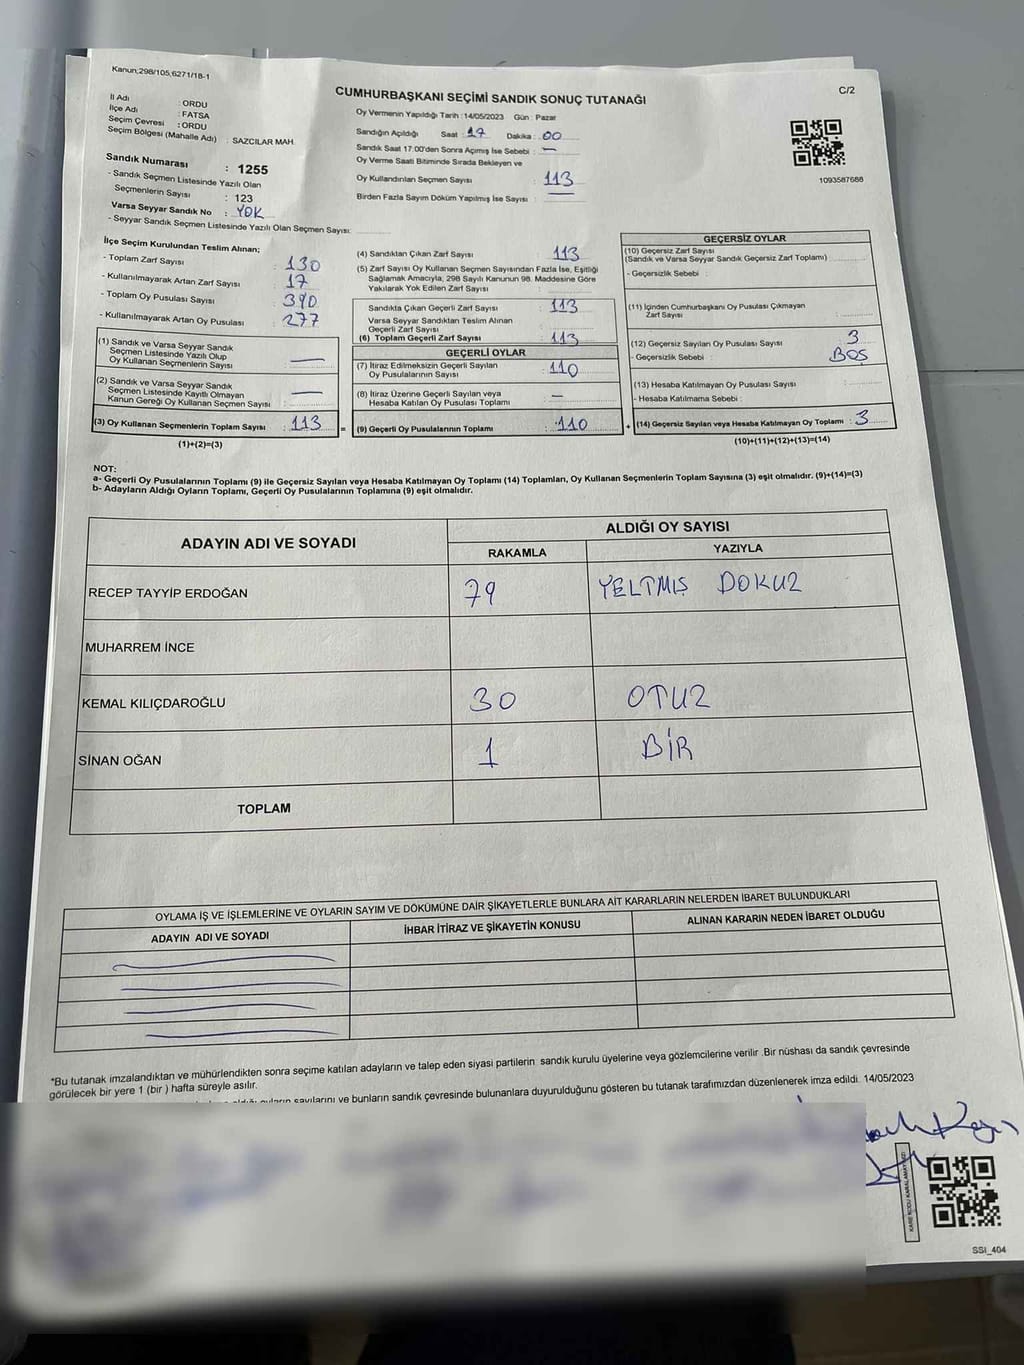 Kanun;298/105,6271/18-1
CUMHURBAŞKANI SEÇİMİ SANDIK SONUÇ TUTANAĞI
C/2
İl Adı : ORDU
İlçe Adı : FATSA
Seçim Çevresi : ORDU
Seçim Bölgesi (Mahalle Adı) : SAZCILAR MAH.
Sandık Numarası : 1255
- Sandık Seçmen Listesinde Yazılı Olan
Seçmenlerin Sayısı : 123
Varsa Seyyar Sandık No : YOK
- Seyyar Sandık Seçmen Listesinde Yazılı Olan Seçmen Sayısı:
Oy Vermenin Yapıldığı Tarih : 14/05/2023 Gün : Pazar
Sandığın Açıldığı Saat : 17 Dakika : 00
Sandık Saat 17:00'den Sonra Açımış İse Sebebi : —
Oy Verme Saati Bitiminde Sırada Bekleyen ve
Oy Kullandırılan Seçmen Sayısı : 113
Birden Fazla Sayım Döküm Yapılmış İse Sayısı : —
1093587686
İlçe Seçim Kurulundan Teslim Alınan;
- Toplam Zarf Sayısı : 130
- Kullanılmayarak Artan Zarf Sayısı : 17
- Toplam Oy Pusulası Sayısı : 390
- Kullanılmayarak Artan Oy Pusulası : 277
(1) Sandık ve Varsa Seyyar Sandık
Seçmen Listesinde Yazılı Olup
Oy Kullanan Seçmenlerin Sayısı : —
(2) Sandık ve Varsa Seyyar Sandık
Seçmen Listesinde Kayıtlı Olmayan
Kanun Gereği Oy Kullanan Seçmen Sayısı : —
(3) Oy Kullanan Seçmenlerin Toplam Sayısı : 113
(1)+(2)=(3)
(4) Sandıktan Çıkan Zarf Sayısı : 113
(5) Zarf Sayısı Oy Kullanan Seçmen Sayısından Fazla İse, Eşitliği
Sağlamak Amacıyla, 298 Sayılı Kanunun 98. Maddesine Göre
Yakılarak Yok Edilen Zarf Sayısı :
Sandıkta Çıkan Geçerli Zarf Sayısı : 113
Varsa Seyyar Sandıktan Teslim Alınan
Geçerli Zarf Sayısı :
(6) Toplam Geçerli Zarf Sayısı : 113
GEÇERLİ OYLAR
(7) İtiraz Edilmeksizin Geçerli Sayılan
Oy Pusulalarının Sayısı : 110
(8) İtiraz Üzerine Geçerli Sayılan veya
Hesaba Katılan Oy Pusulası Toplamı : —
= (9) Geçerli Oy Pusulalarının Toplamı : 110
GEÇERSİZ OYLAR
(10) Geçersiz Zarf Sayısı
(Sandık ve Varsa Seyyar Sandık Geçersiz Zarf Toplamı)
- Geçersizlik Sebebi :
(11) İçinden Cumhurbaşkanı Oy Pusulası Çıkmayan
Zarf Sayısı :
(12) Geçersiz Sayılan Oy Pusulası Sayısı : 3
- Geçersizlik Sebebi : BOŞ
(13) Hesaba Katılmayan Oy Pusulası Sayısı :
- Hesaba Katılmama Sebebi :
+ (14) Geçersiz Sayılan veya Hesaba Katılmayan Oy Toplamı : 3
(10)+(11)+(12)+(13)=(14)
NOT:
a- Geçerli Oy Pusulalarının Toplamı (9) ile Geçersiz Sayılan veya Hesaba Katılmayan Oy Toplamı (14) Toplamları, Oy Kullanan Seçmenlerin Toplam Sayısına (3) eşit olmalıdır. (9)+(14)=(3)
b- Adayların Aldığı Oyların Toplamı, Geçerli Oy Pusulalarının Toplamına (9) eşit olmalıdır.
ADAYIN ADI VE SOYADI
ALDIĞI OY SAYISI
RAKAMLA YAZIYLA
RECEP TAYYİP ERDOĞAN 79 YELTMİŞ DOKUZ
MUHARREM İNCE
KEMAL KILIÇDAROĞLU 30 OTUZ
SİNAN OĞAN 1 BİR
TOPLAM
OYLAMA İŞ VE İŞLEMLERİNE VE OYLARIN SAYIM VE DÖKÜMÜNE DAİR ŞİKAYETLERLE BUNLARA AİT KARARLARIN NELERDEN İBARET BULUNDUKLARI
ADAYIN ADI VE SOYADI İHBAR İTİRAZ VE ŞİKAYETİN KONUSU ALINAN KARARIN NEDEN İBARET OLDUĞU
*Bu tutanak imzalandıktan ve mühürlendikten sonra seçime katılan adayların ve talep eden siyasi partilerin sandık kurulu üyelerine veya gözlemcilerine verilir .Bir nüshası da sandık çevresinde
görülecek bir yere 1 (bir ) hafta süreyle asılır.
oyların sayılarını ve bunların sandık çevresinde bulunanlara duyurulduğunu gösteren bu tutanak tarafımızdan düzenlenerek imza edildi. 14/05/2023
KARE KODU KARALAMAYINIZ!
SSI_404